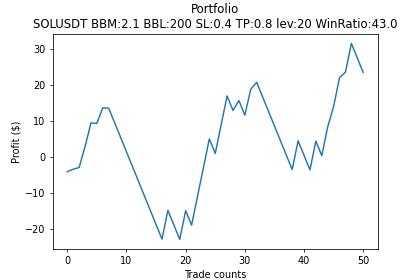 Portfolio
SOLUSDT BBM:2.1 BBL:200 SL:0.4 TP:0.8 lev:20 WinRatio:43.0
30
20
10
0
−10
−20
Profit ($)
0 10 20 30 40 50
Trade counts